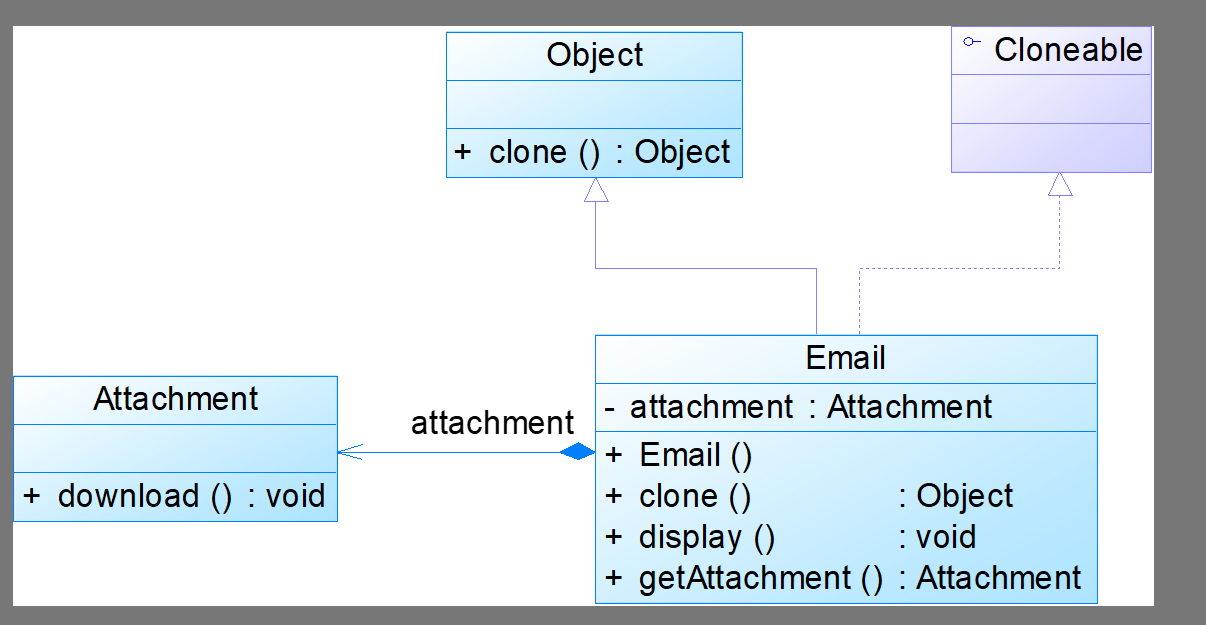 Object
+ clone () : Object
Cloneable
Attachment
+ download () : void
attachment
Email
- attachment : Attachment
+ Email ()
+ clone () : Object
+ display () : void
+ getAttachment () : Attachment